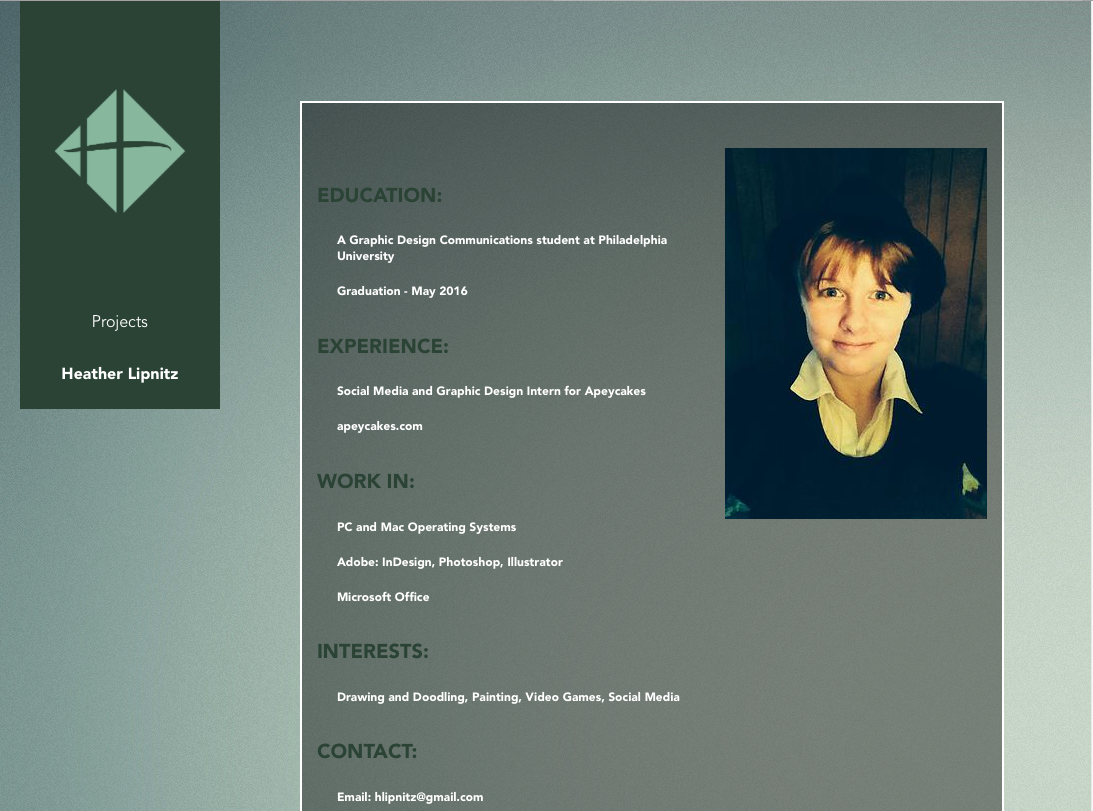 Projects
Heather Lipnitz
EDUCATION:
A Graphic Design Communications student at Philadelphia
University
Graduation - May 2016
EXPERIENCE:
Social Media and Graphic Design Intern for Apeycakes
apeycakes.com
WORK IN:
PC and Mac Operating Systems
Adobe: InDesign, Photoshop, Illustrator
Microsoft Office
INTERESTS:
Drawing and Doodling, Painting, Video Games, Social Media
CONTACT:
Email: hlipnitz@gmail.com